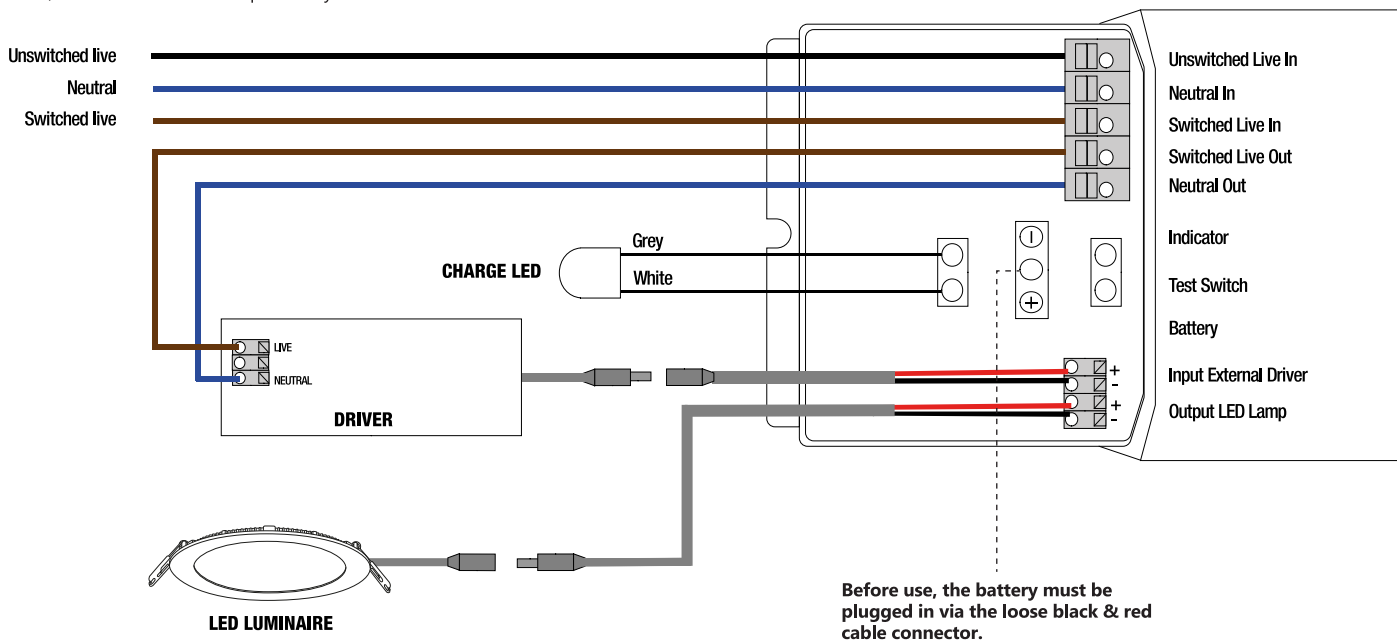 Unswitched live
Neutral
Switched live
Unswitched Live In
Neutral In
Switched Live In
Switched Live Out
Neutral Out
Indicator
Test Switch
Battery
Input External Driver
Output LED Lamp
Grey
White
CHARGE LED
LIVE
NEUTRAL
DRIVER
+
-
+
-
LED LUMINAIRE
Before use, the battery must be
plugged in via the loose black & red
cable connector.